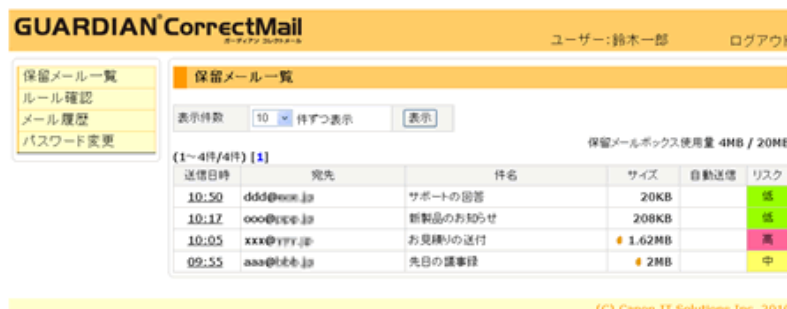 GUARDIAN CorrectMail
ガーディアン コレクトメール
ユーザー:鈴木一郎
ログアウト
保留メール一覧
ルール確認
メール履歴
パスワード変更
保留メール一覧
表示件数 10 件ずつ表示 表示
保留メールボックス使用量 4MB / 20MB
(1～4件/4件) [1]
送信日時 宛先 件名 サイズ 自動送信 リスク
10:50 ddd@ サポートの回答 20KB 低
10:17 ooo@ 新製品のお知らせ 208KB 低
10:05 xxx@ お見積りの送付 1.62MB 高
09:55 aaa@ 先日の議事録 2MB 中
(C) Canon IT Solutions Inc. 2010